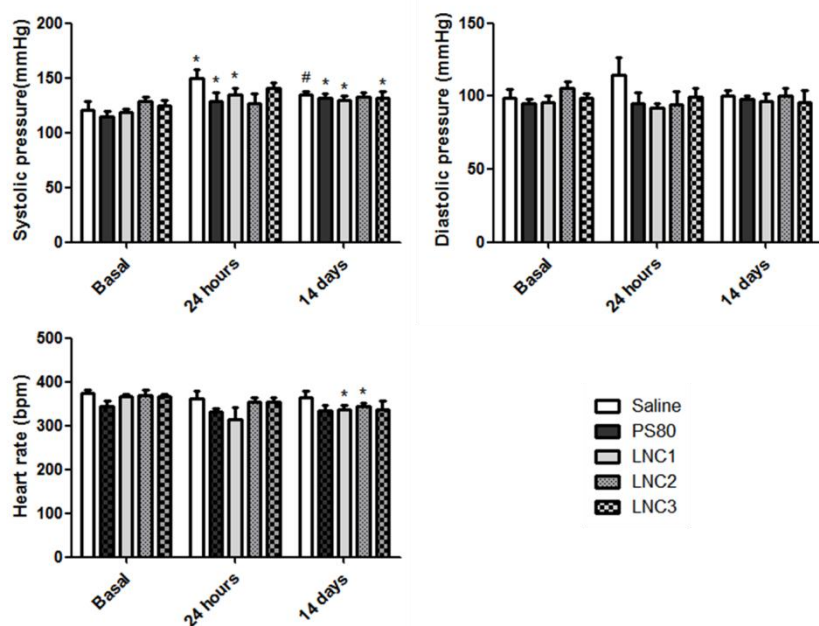 Systolic pressure(mmHg)
200
150
100
50
0
* * * # * * *
Basal
24 hours
14 days
Diastolic pressure (mmHg)
150
100
50
0
Basal
24 hours
14 days
Heart rate (bpm)
500
400
300
200
100
0
* *
Basal
24 hours
14 days
Saline
PS80
LNC1
LNC2
LNC3